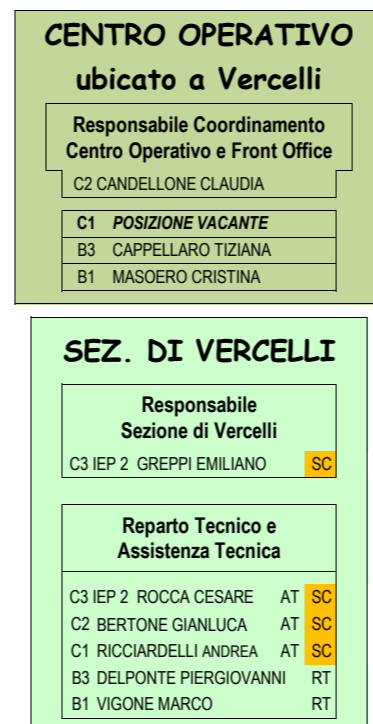 CENTRO OPERATIVO
ubicato a Vercelli
Responsabile Coordinamento
Centro Operativo e Front Office
C2 CANDELLONE CLAUDIA
C1 POSIZIONE VACANTE
B3 CAPPELLARO TIZIANA
B1 MASOERO CRISTINA
SEZ. DI VERCELLI
Responsabile
Sezione di Vercelli
C3 IEP 2 GREPPI EMILIANO SC
Reparto Tecnico e
Assistenza Tecnica
C3 IEP 2 ROCCA CESARE AT SC
C2 BERTONE GIANLUCA AT SC
C1 RICCIARDELLI ANDREA AT SC
B3 DELPONTE PIERGIOVANNI RT
B1 VIGONE MARCO RT